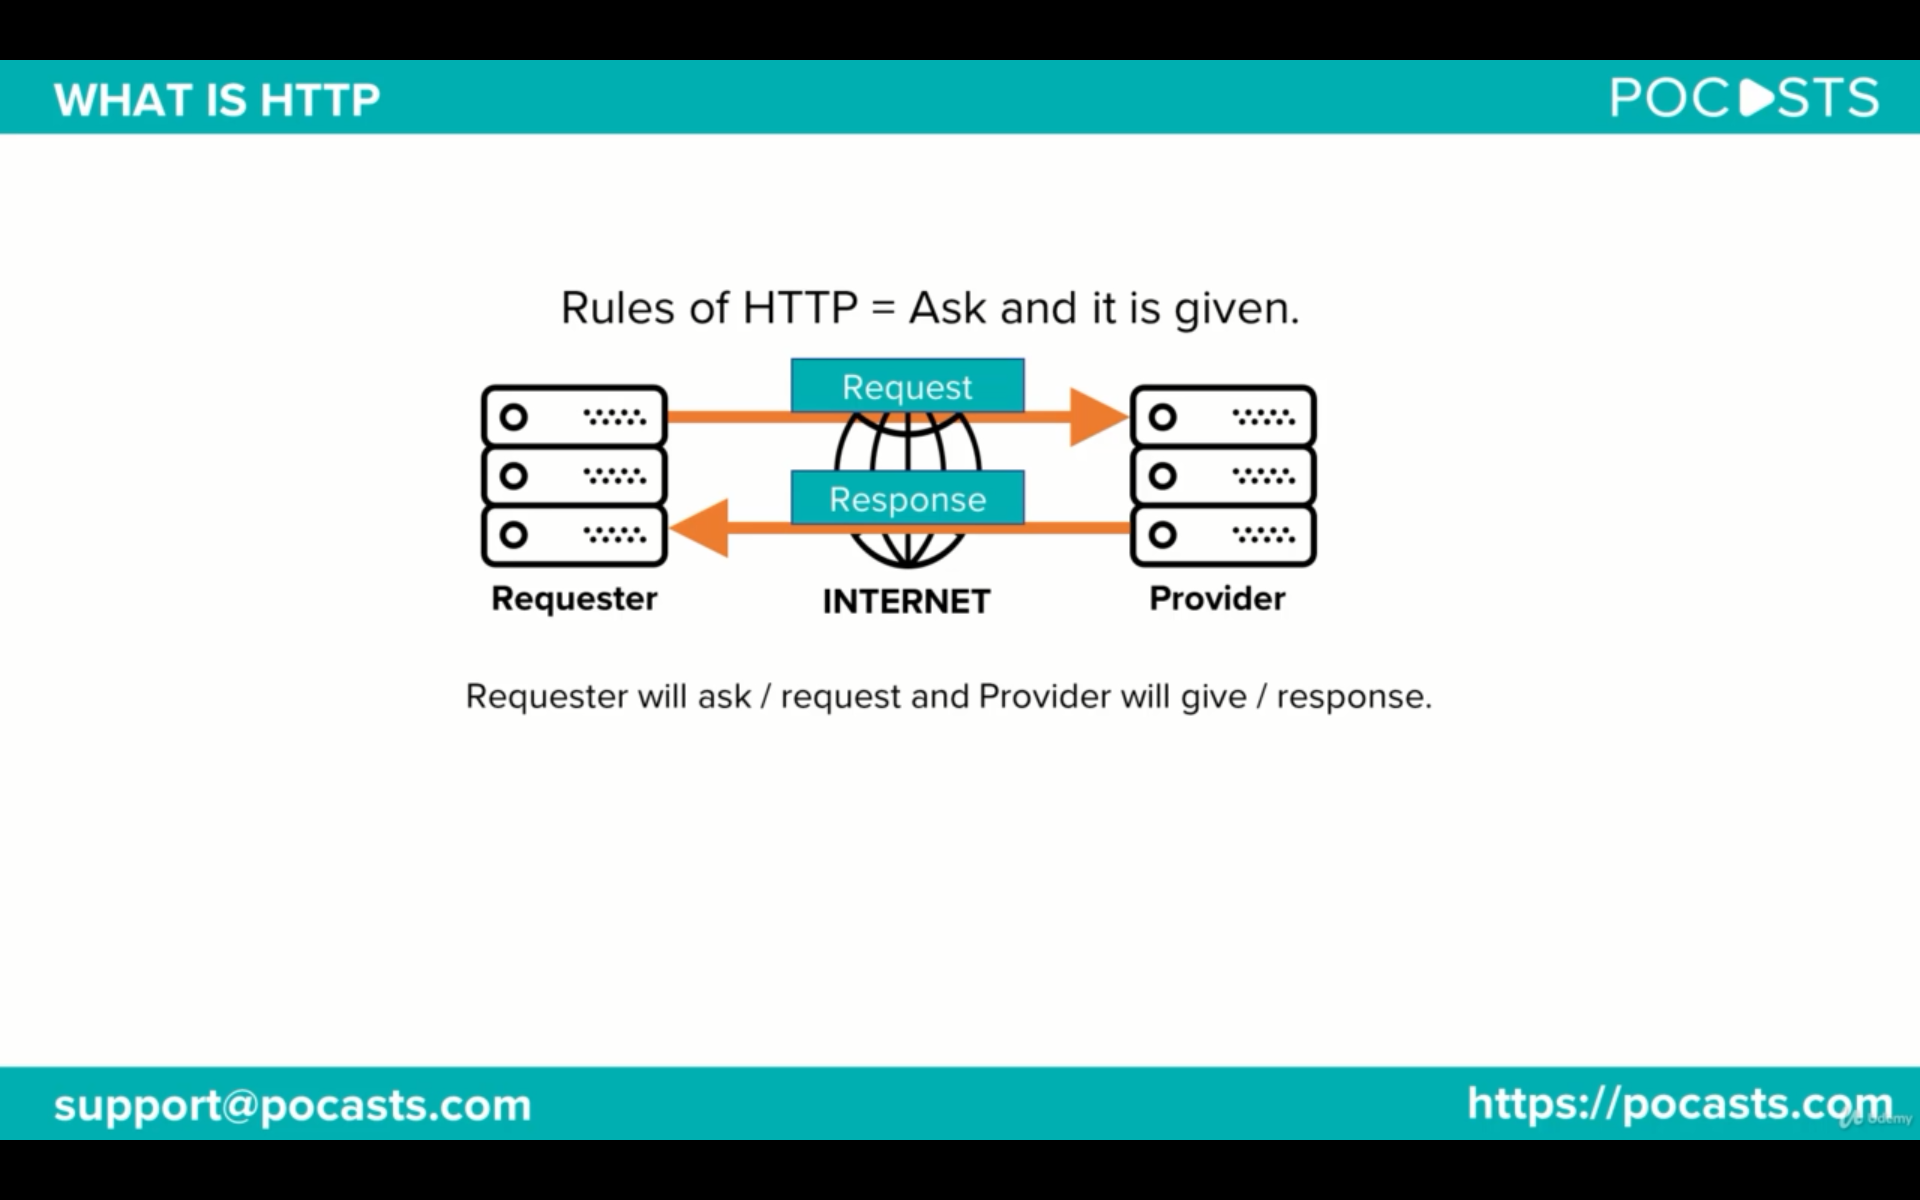 WHAT IS HTTP
POCASTS
Rules of HTTP = Ask and it is given.
Request
Response
Requester
INTERNET
Provider
Requester will ask / request and Provider will give / response.
support@pocasts.com
https://pocasts.com
Udemy